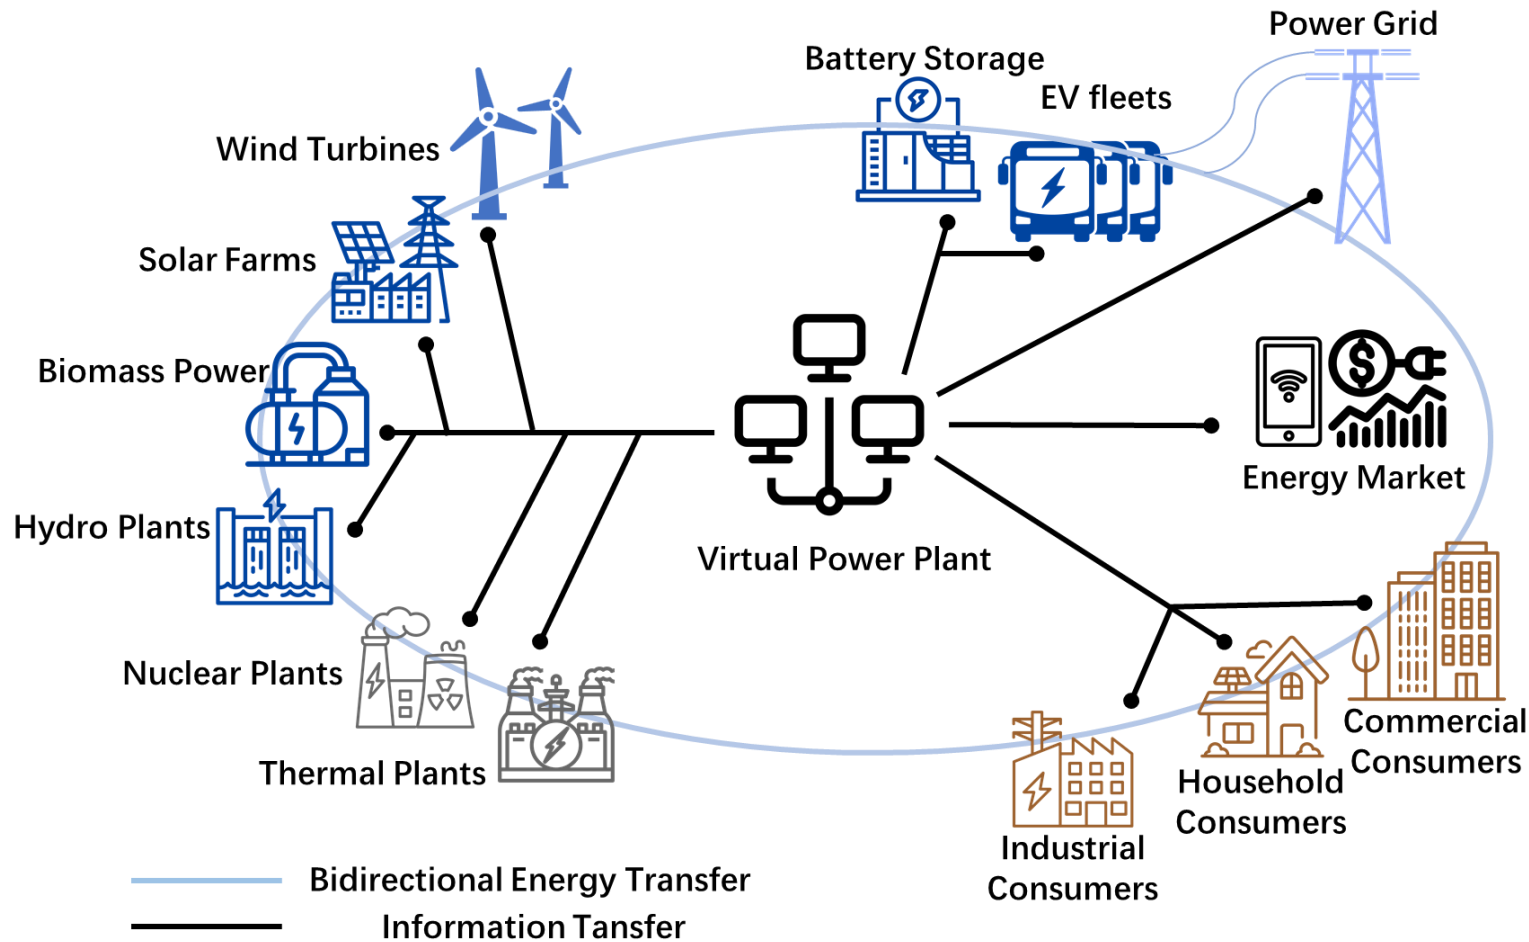 Power Grid
Battery Storage
EV fleets
Wind Turbines
Solar Farms
Biomass Power
Energy Market
Hydro Plants
Virtual Power Plant
Nuclear Plants
Thermal Plants
Commercial
Consumers
Household
Consumers
Industrial
Consumers
Bidirectional Energy Transfer
Information Tansfer